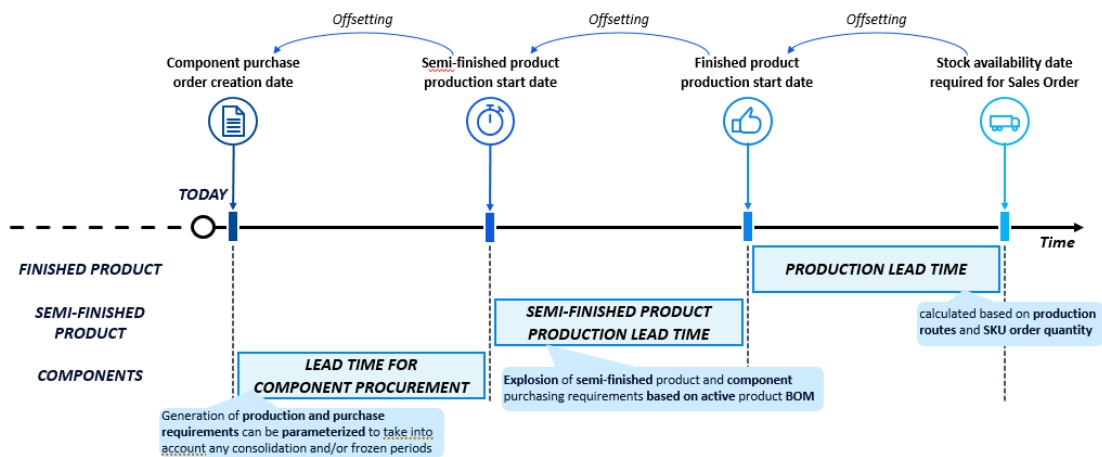 Offsetting
Offsetting
Offsetting
Component purchase
order creation date
Semi-finished product
production start date
Finished product
production start date
Stock availability date
required for Sales Order
TODAY
Time
FINISHED PRODUCT
PRODUCTION LEAD TIME
calculated based on production
routes and SKU order quantity
SEMI-FINISHED
PRODUCT
SEMI-FINISHED PRODUCT
PRODUCTION LEAD TIME
Explosion of semi-finished product and component
purchasing requirements based on active product BOM
COMPONENTS
LEAD TIME FOR
COMPONENT PROCUREMENT
Generation of production and purchase
requirements can be parameterized to take into
account any consolidation and/or frozen periods